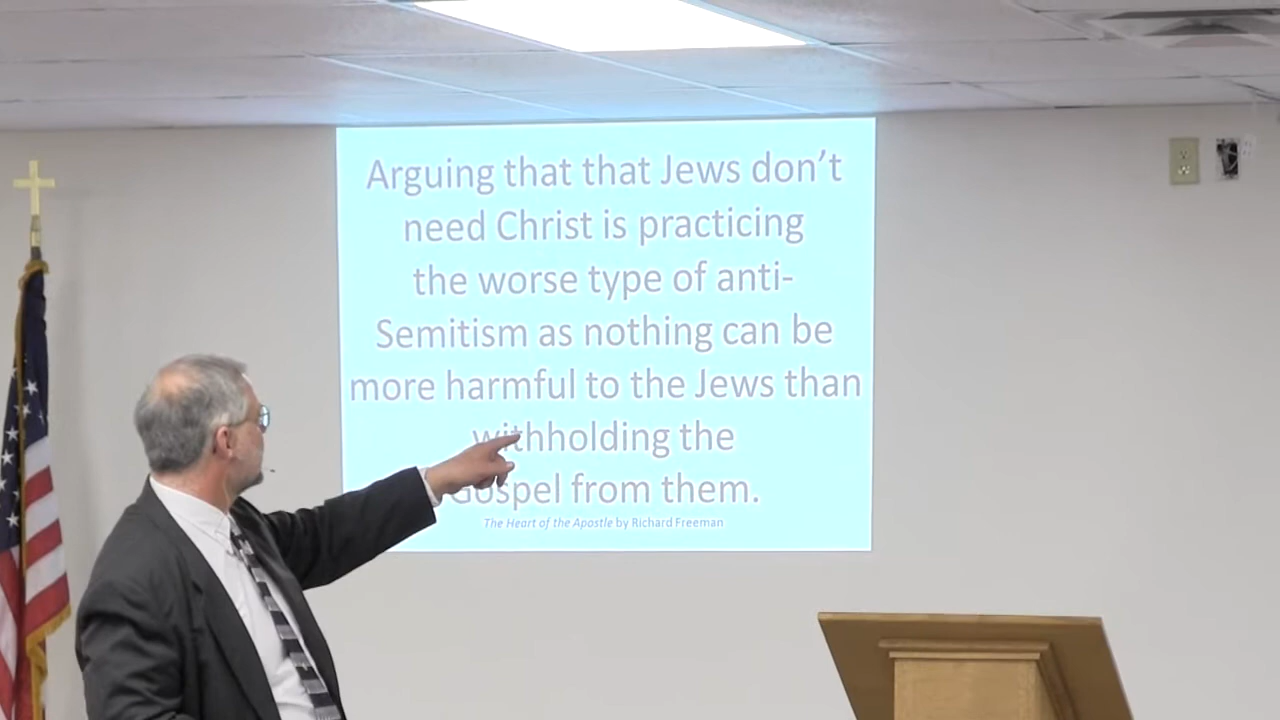 Arguing that that Jews don’t
need Christ is practicing
the worse type of anti-
Semitism as nothing can be
more harmful to the Jews than
withholding the
Gospel from them.
The Heart of the Apostle by Richard Freeman